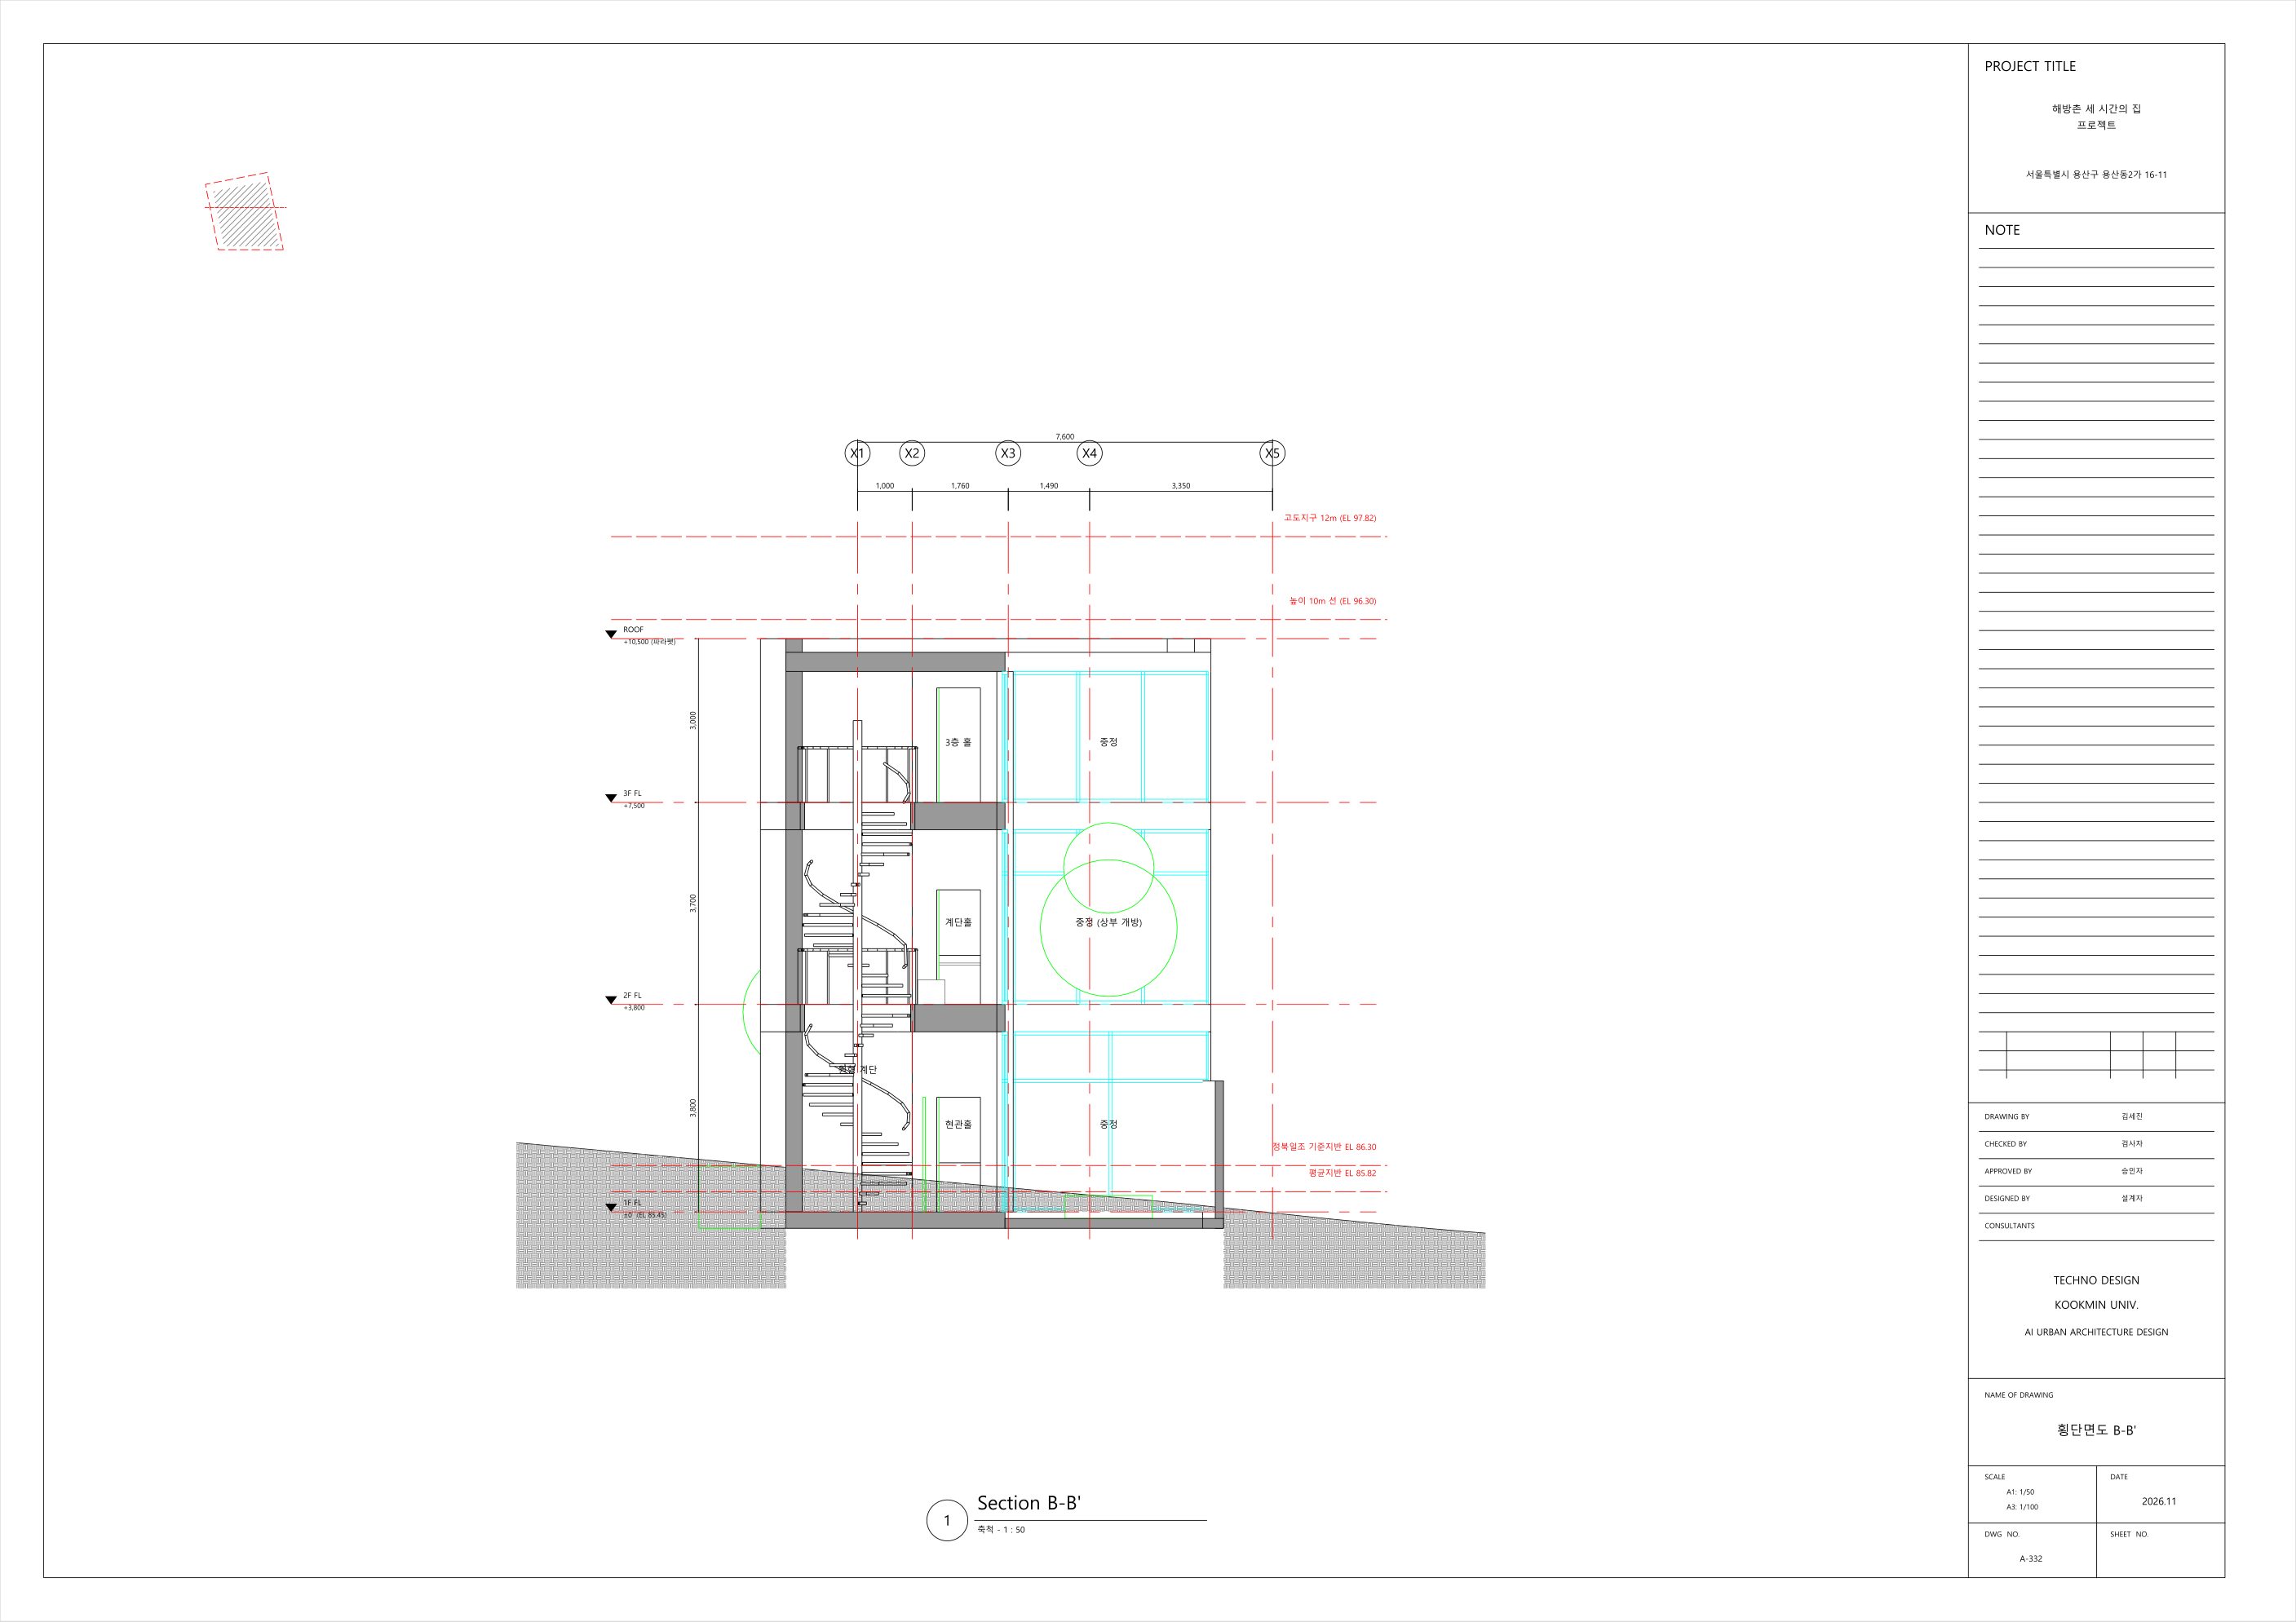 PROJECT TITLE
해방촌 세 시간의 집
프로젝트
서울특별시 용산구 용산동2가 16-11
NOTE
7,600
X1
X2
X3
X4
X5
1,000
1,760
1,490
3,350
고도지구 12m (EL 97.82)
높이 10m 선 (EL 96.30)
ROOF
+10,500 (파라펫)
3,000
3층 홀
중정
3F FL
+7,500
3,700
계단홀
중정 (상부 개방)
2F FL
+3,800
계단
3,800
현관홀
중정
정북일조 기준지반 EL 86.30
평균지반 EL 85.82
1F FL
±0 (EL 85.45)
1
Section B-B'
축척 - 1 : 50
DRAWING BY
김세진
CHECKED BY
검사자
APPROVED BY
승인자
DESIGNED BY
설계자
CONSULTANTS
TECHNO DESIGN
KOOKMIN UNIV.
AI URBAN ARCHITECTURE DESIGN
NAME OF DRAWING
횡단면도 B-B'
SCALE
A1: 1/50
A3: 1/100
DATE
2026.11
DWG NO.
A-332
SHEET NO.